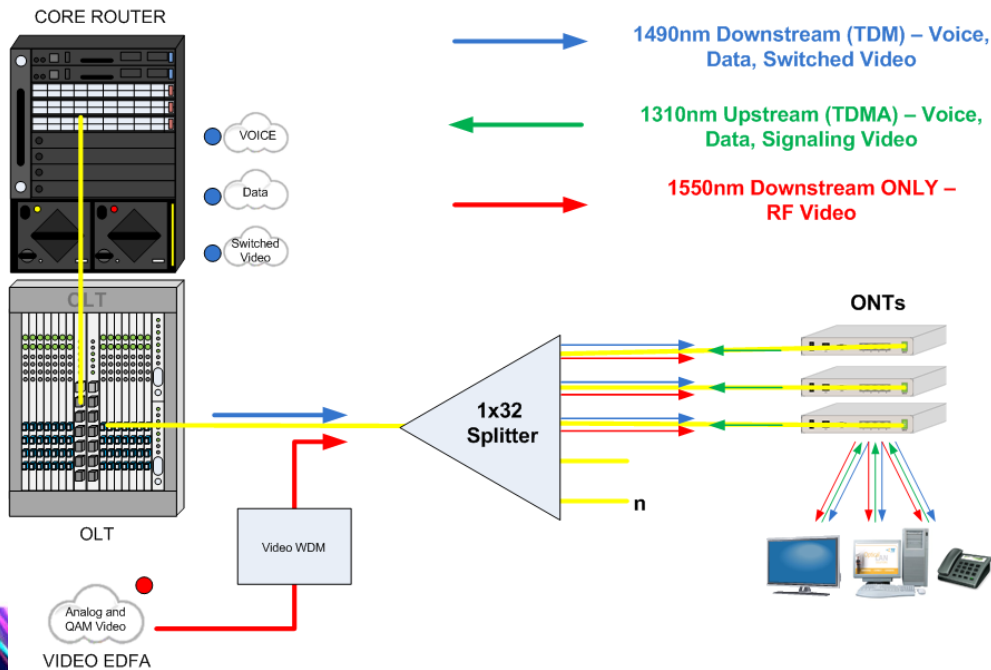 CORE ROUTER
1490nm Downstream (TDM) – Voice,
Data, Switched Video
1310nm Upstream (TDMA) – Voice,
Data, Signaling Video
1550nm Downstream ONLY –
RF Video
VOICE
Data
Switched
Video
OLT
ONTs
1x32
Splitter
n
OLT
Video WDM
Analog and
QAM Video
VIDEO EDFA